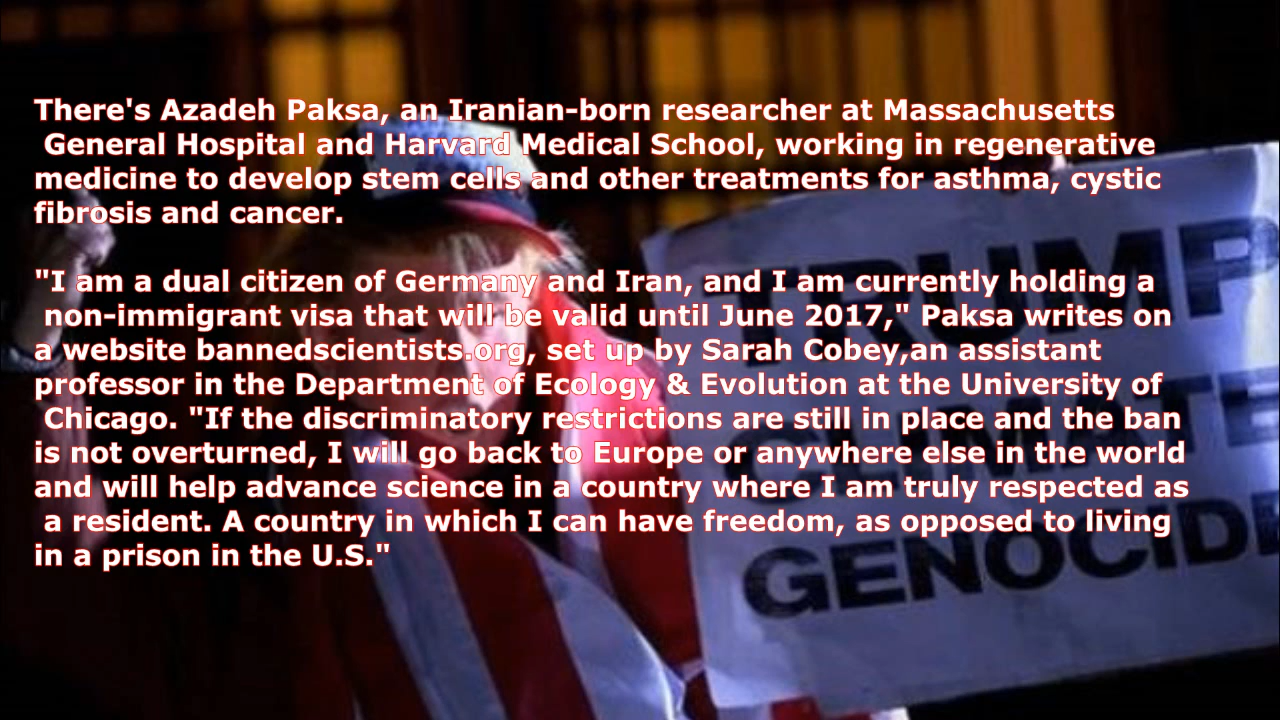 There's Azadeh Paksa, an Iranian-born researcher at Massachusetts
General Hospital and Harvard Medical School, working in regenerative
medicine to develop stem cells and other treatments for asthma, cystic
fibrosis and cancer.
"I am a dual citizen of Germany and Iran, and I am currently holding a
non-immigrant visa that will be valid until June 2017," Paksa writes on
a website bannedscientists.org, set up by Sarah Cobey,an assistant
professor in the Department of Ecology & Evolution at the University of
Chicago. "If the discriminatory restrictions are still in place and the ban
is not overturned, I will go back to Europe or anywhere else in the world
and will help advance science in a country where I am truly respected as
a resident. A country in which I can have freedom, as opposed to living
in a prison in the U.S."
TRUMP
CLIMATE
GENOCIDE